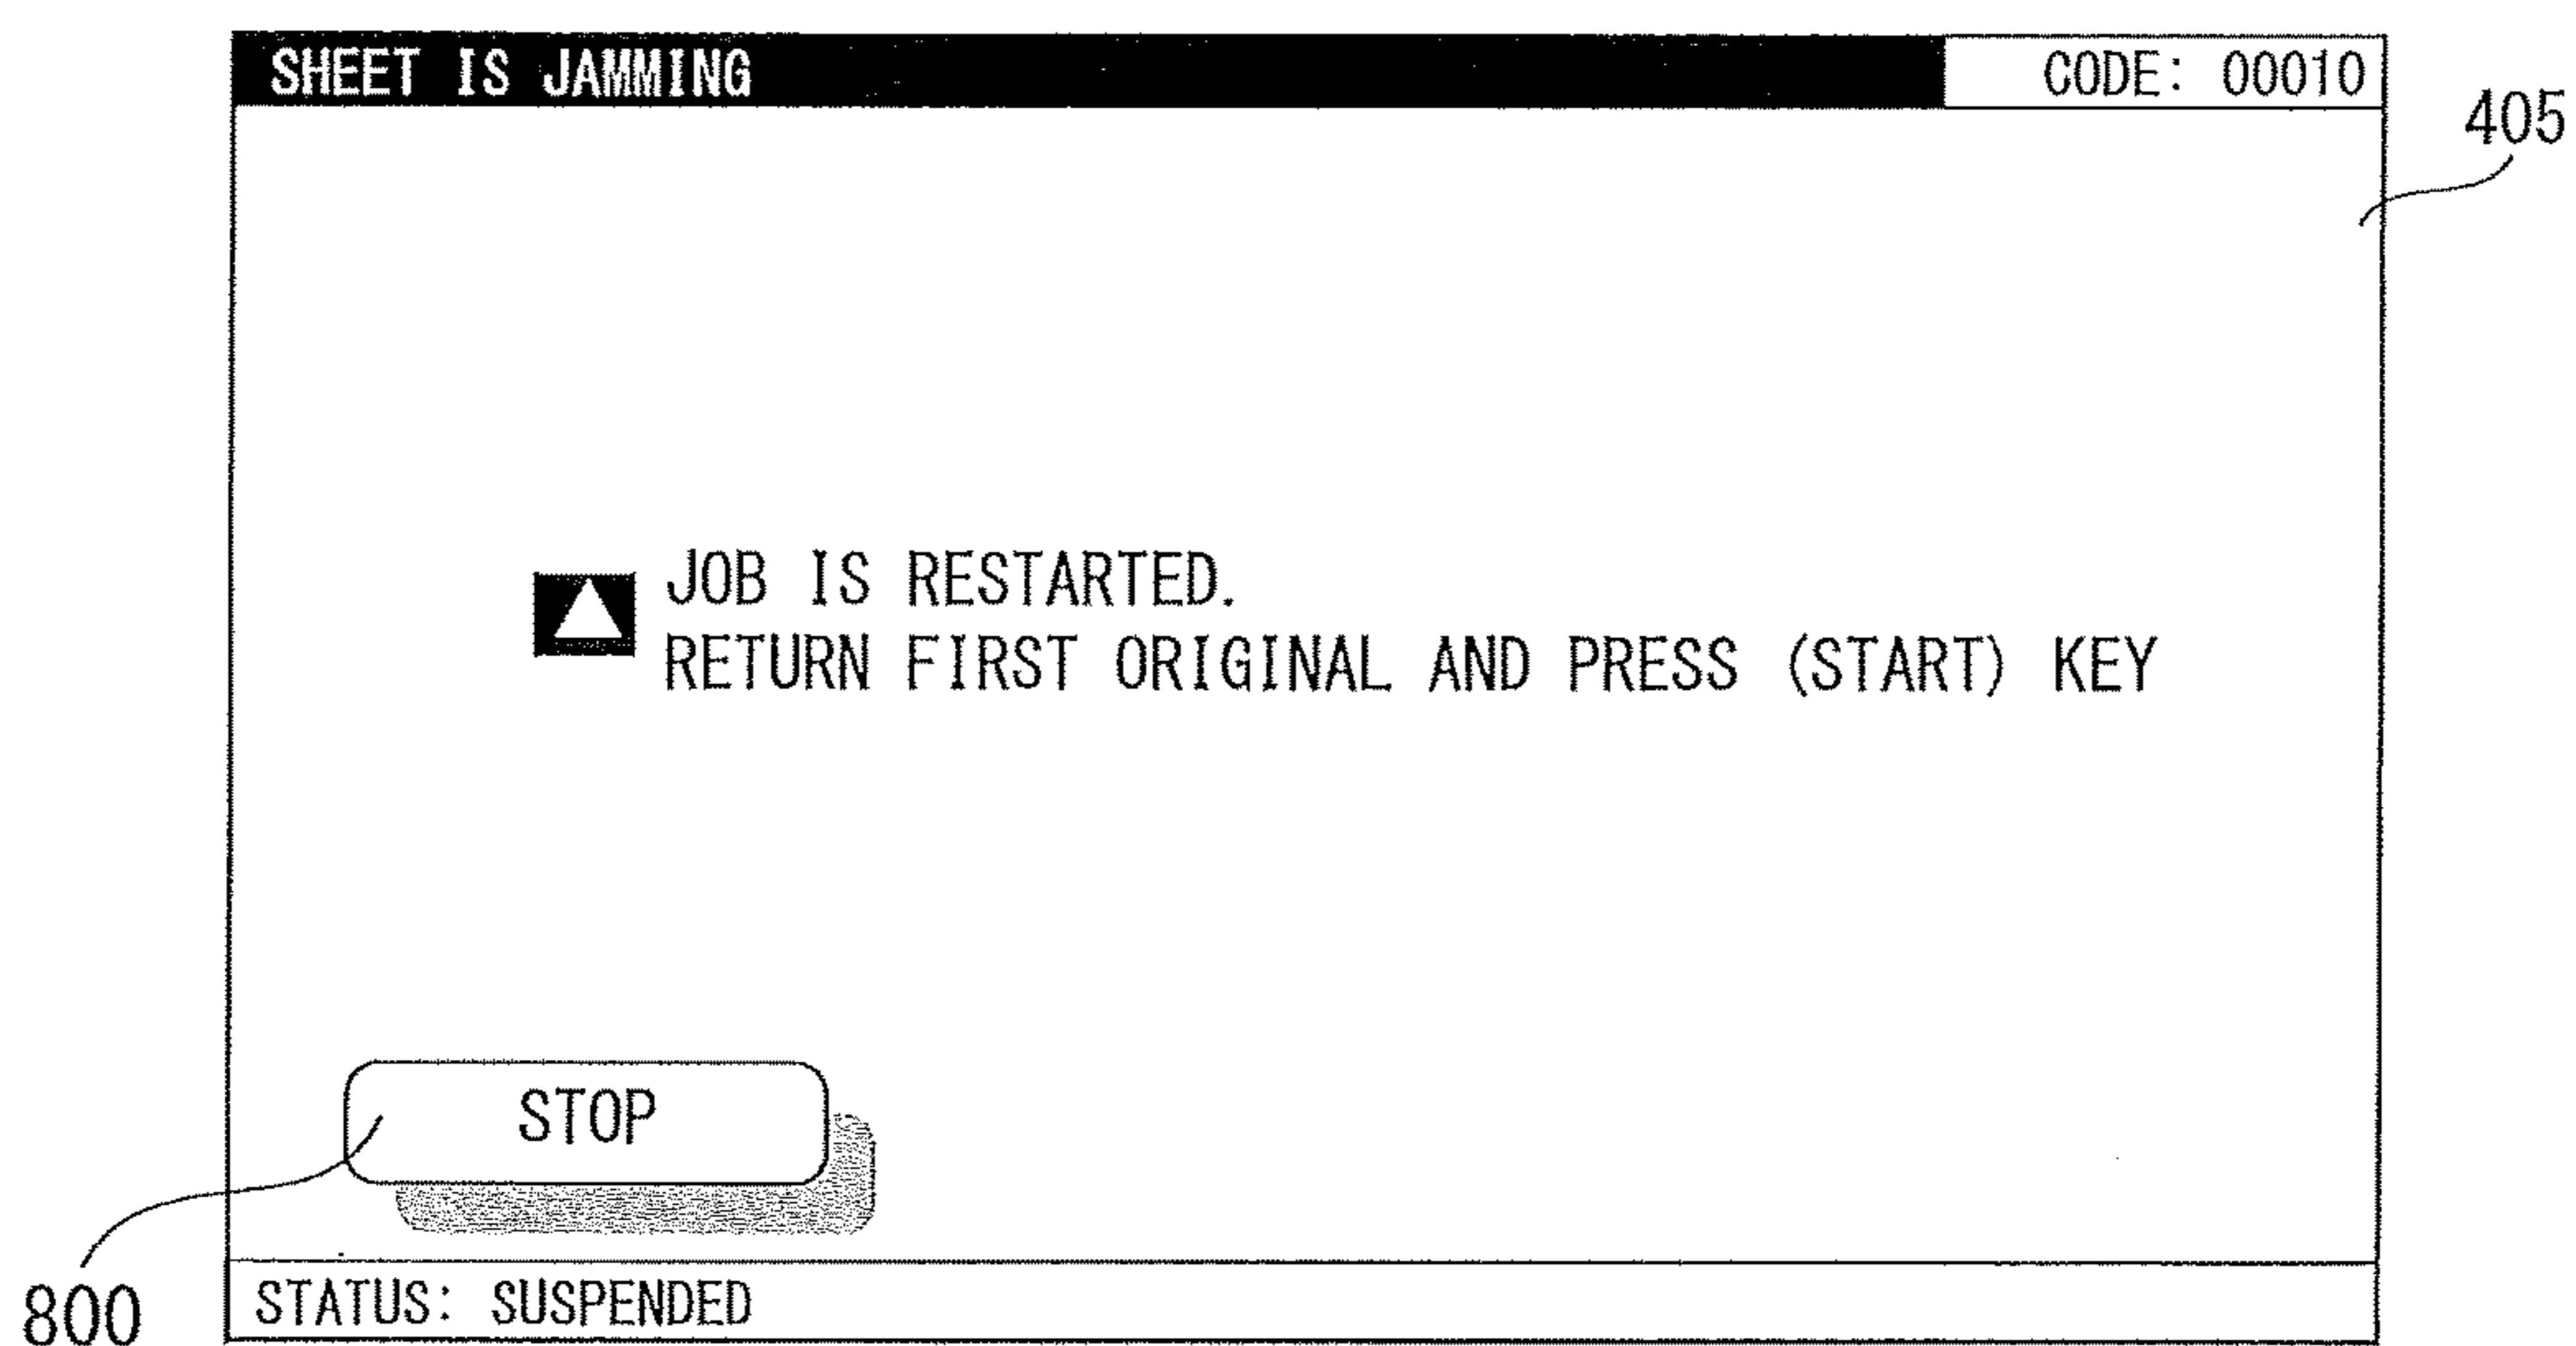 SHEET IS JAMMING
CODE: 00010
405
JOB IS RESTARTED.
RETURN FIRST ORIGINAL AND PRESS (START) KEY
STOP
800
STATUS: SUSPENDED